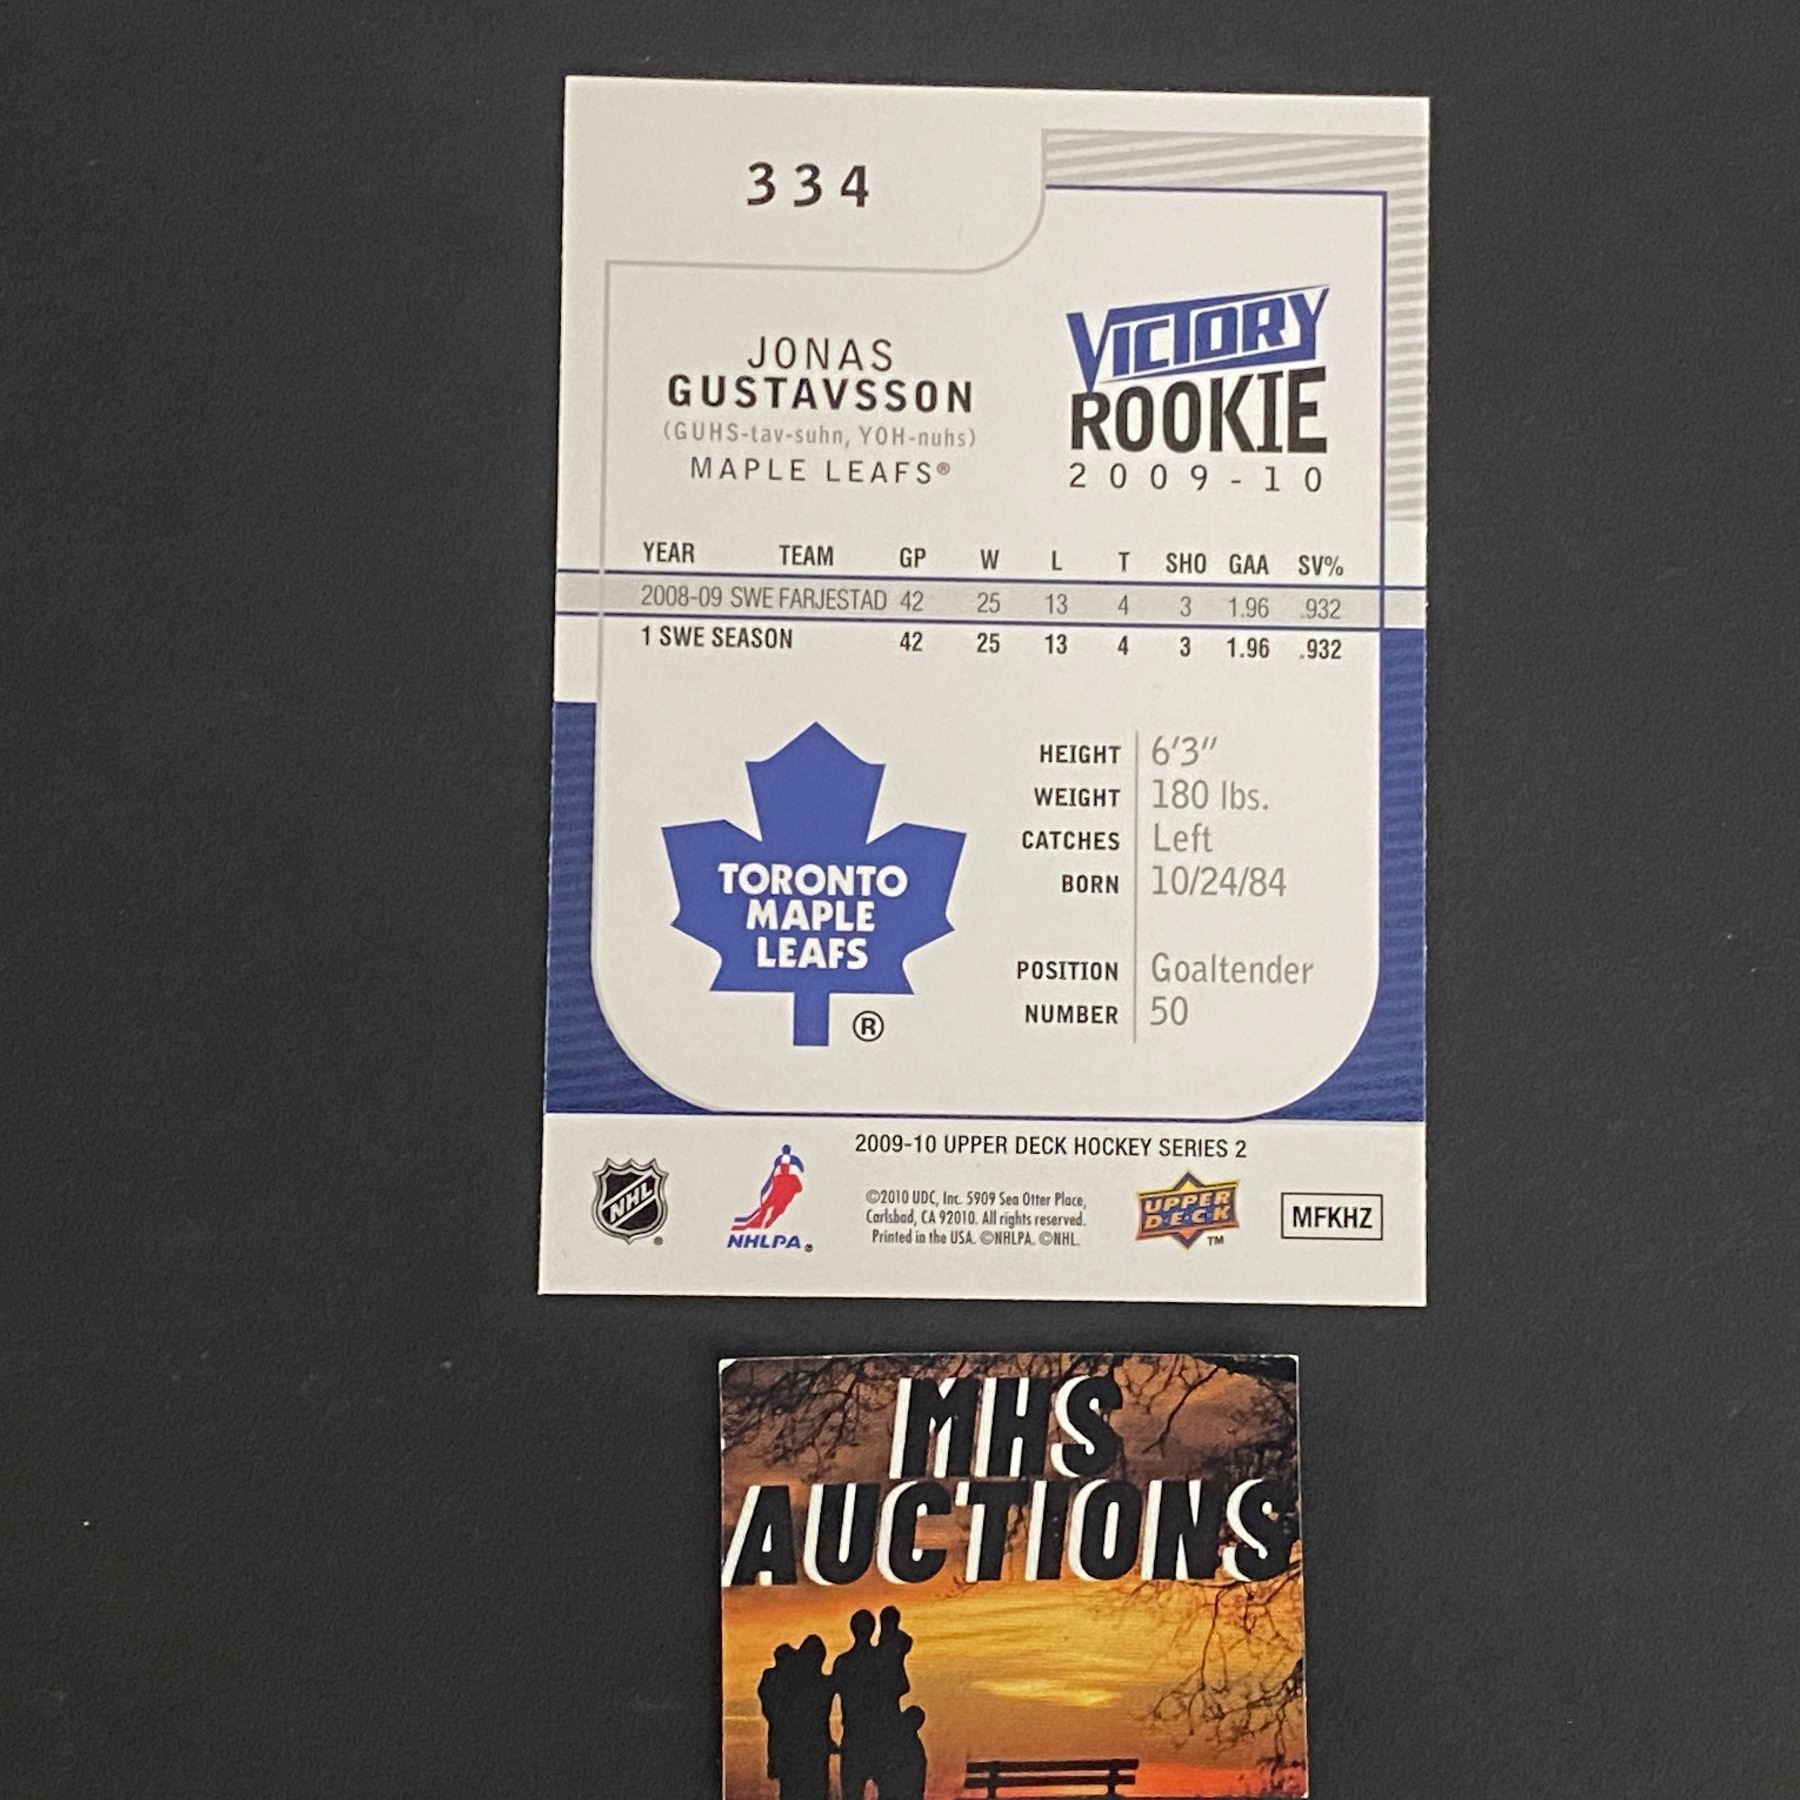 334
JONAS
GUSTAVSSON
(GUHS-tav-suhn, YOH-nuhs)
MAPLE LEAFS®
VICTORY
ROOKIE
2009-10
YEAR TEAM GP W L T SHO GAA SV%
2008-09 SWE FARJESTAD 42 25 13 4 3 1.96 .932
1 SWE SEASON 42 25 13 4 3 1.96 .932
TORONTO
MAPLE
LEAFS
®
HEIGHT 6'3"
WEIGHT 180 lbs.
CATCHES Left
BORN 10/24/84
POSITION Goaltender
NUMBER 50
2009-10 UPPER DECK HOCKEY SERIES 2
NHL®
NHLPA®
©2010 UDC, Inc. 5909 Sea Otter Place,
Carlsbad, CA 92010. All rights reserved.
Printed in the USA. ©NHLPA. ©NHL.
UPPER
DECK
TM
MFKHZ
MHS
AUCTIONS